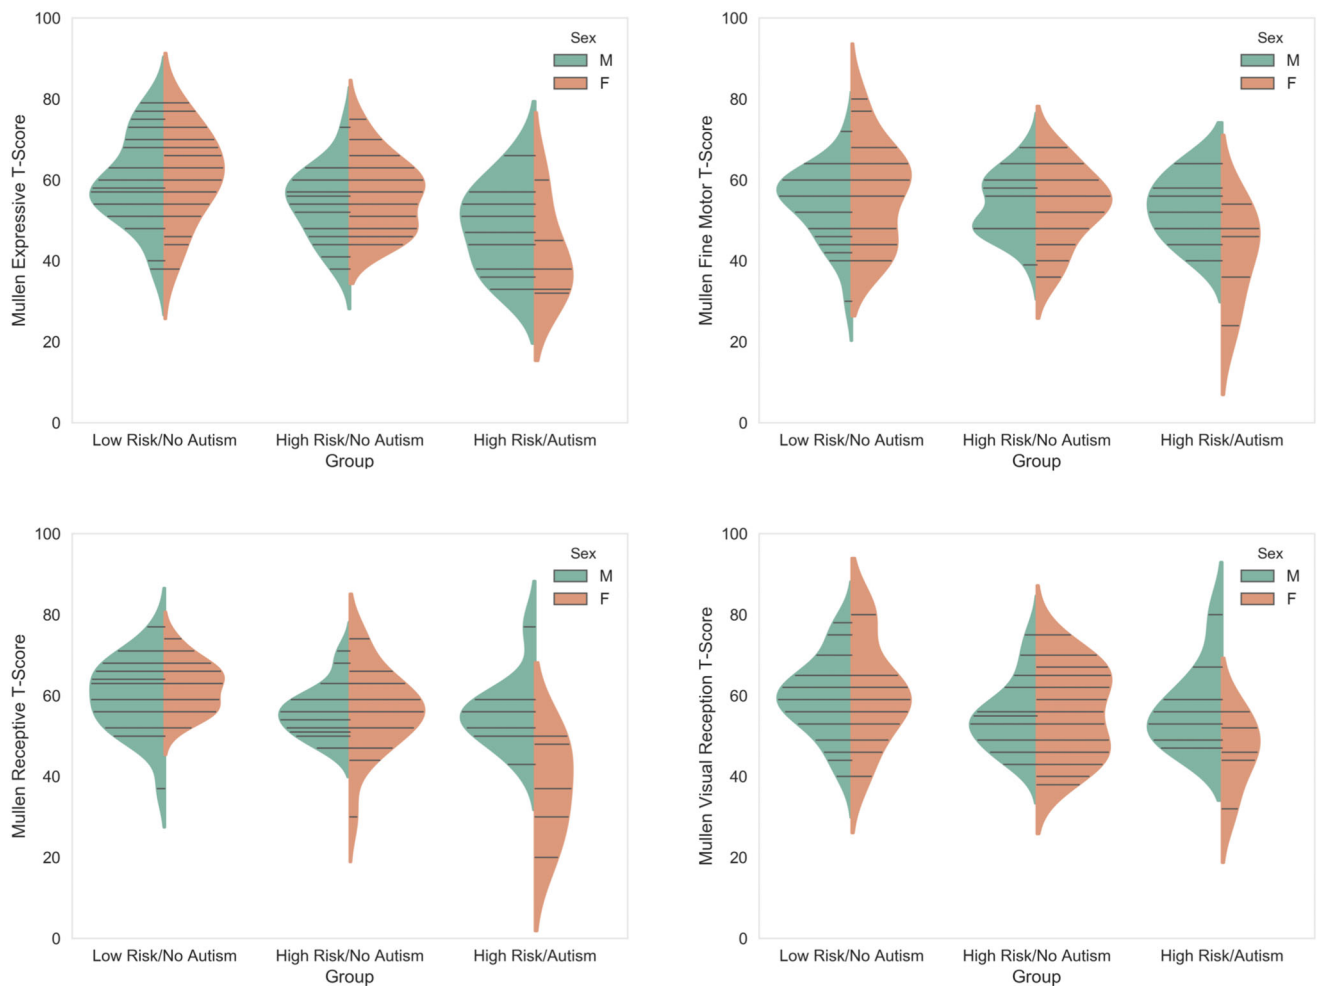 100
80
60
40
20
0
Mullen Expressive T-Score
Sex
M
F
Low Risk/No Autism High Risk/No Autism High Risk/Autism
Group
100
80
60
40
20
0
Mullen Fine Motor T-Score
Sex
M
F
Low Risk/No Autism High Risk/No Autism High Risk/Autism
Group
100
80
60
40
20
0
Mullen Receptive T-Score
Sex
M
F
Low Risk/No Autism High Risk/No Autism High Risk/Autism
Group
100
80
60
40
20
0
Mullen Visual Reception T-Score
Sex
M
F
Low Risk/No Autism High Risk/No Autism High Risk/Autism
Group